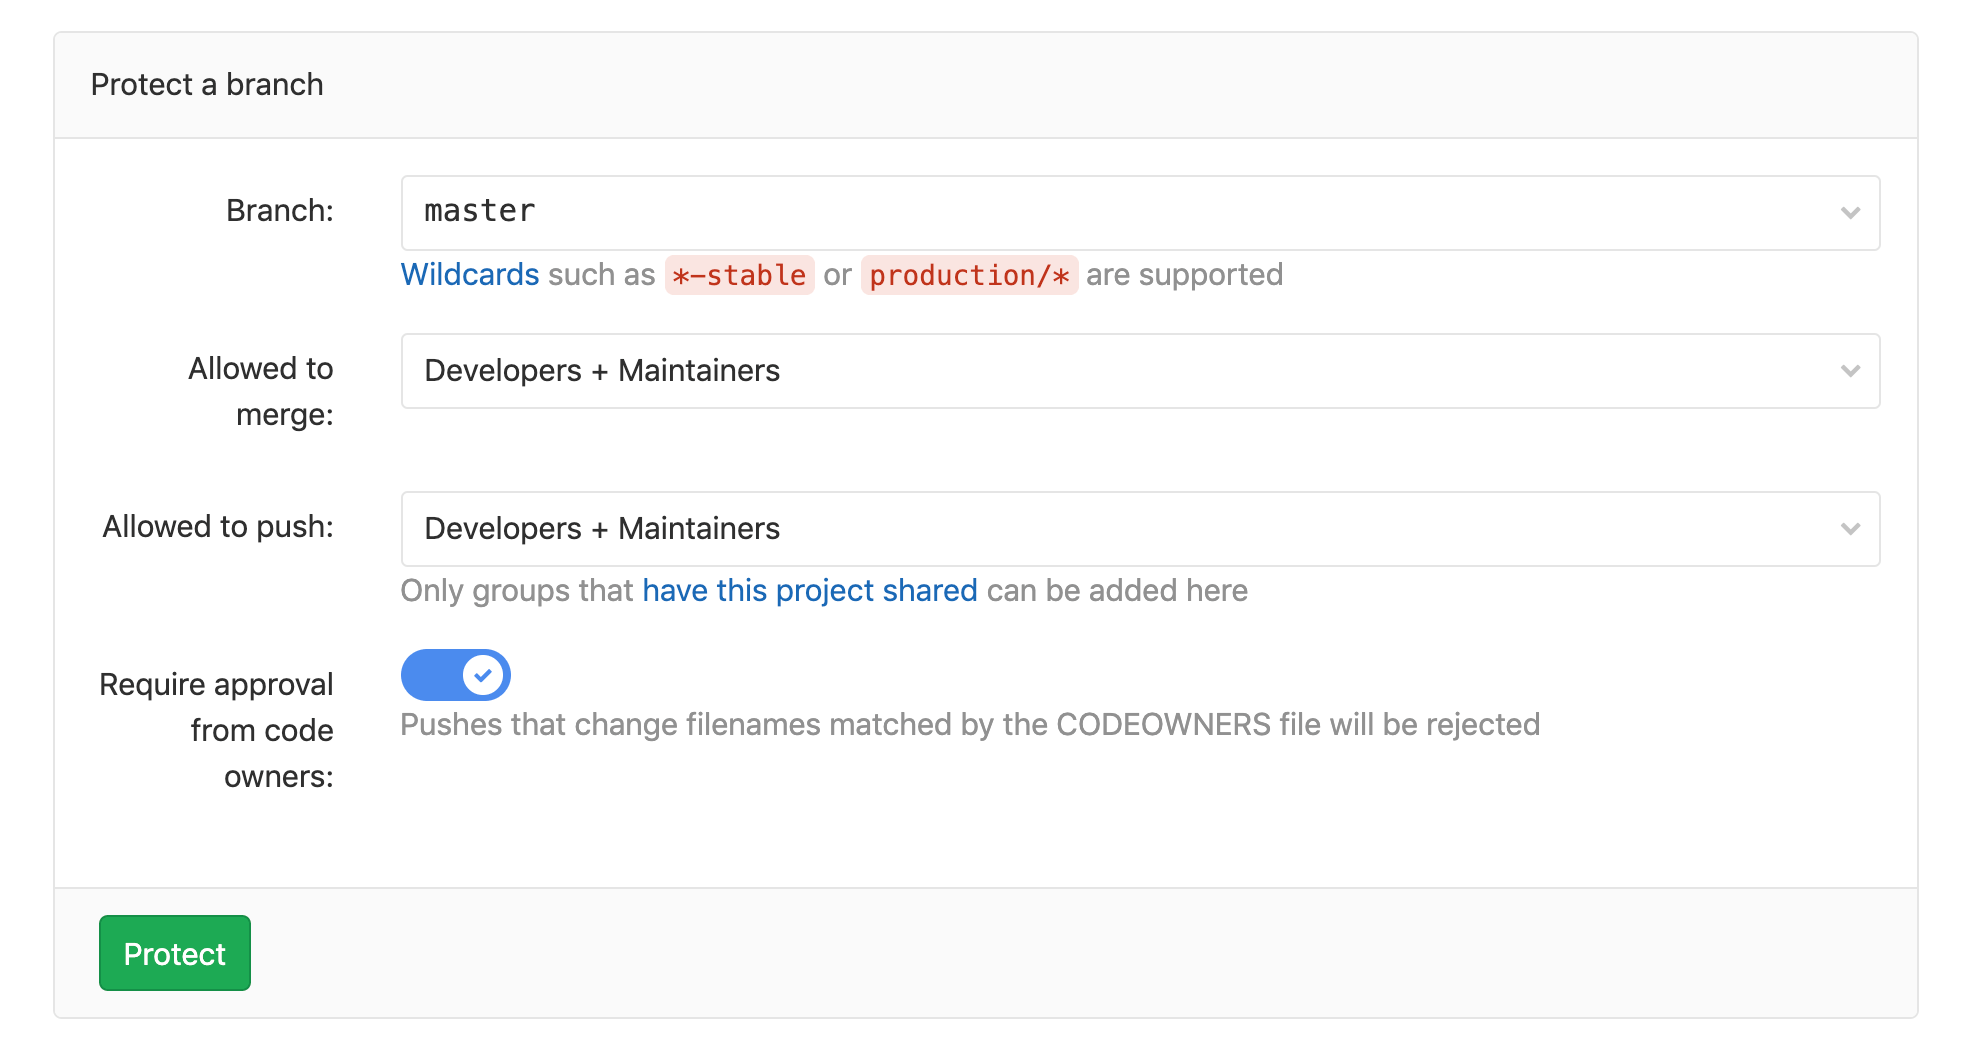 Protect a branch
Branch:
master
Wildcards such as *-stable or production/* are supported
Allowed to
merge:
Developers + Maintainers
Allowed to push:
Developers + Maintainers
Only groups that have this project shared can be added here
Require approval
from code
owners:
Pushes that change filenames matched by the CODEOWNERS file will be rejected
Protect